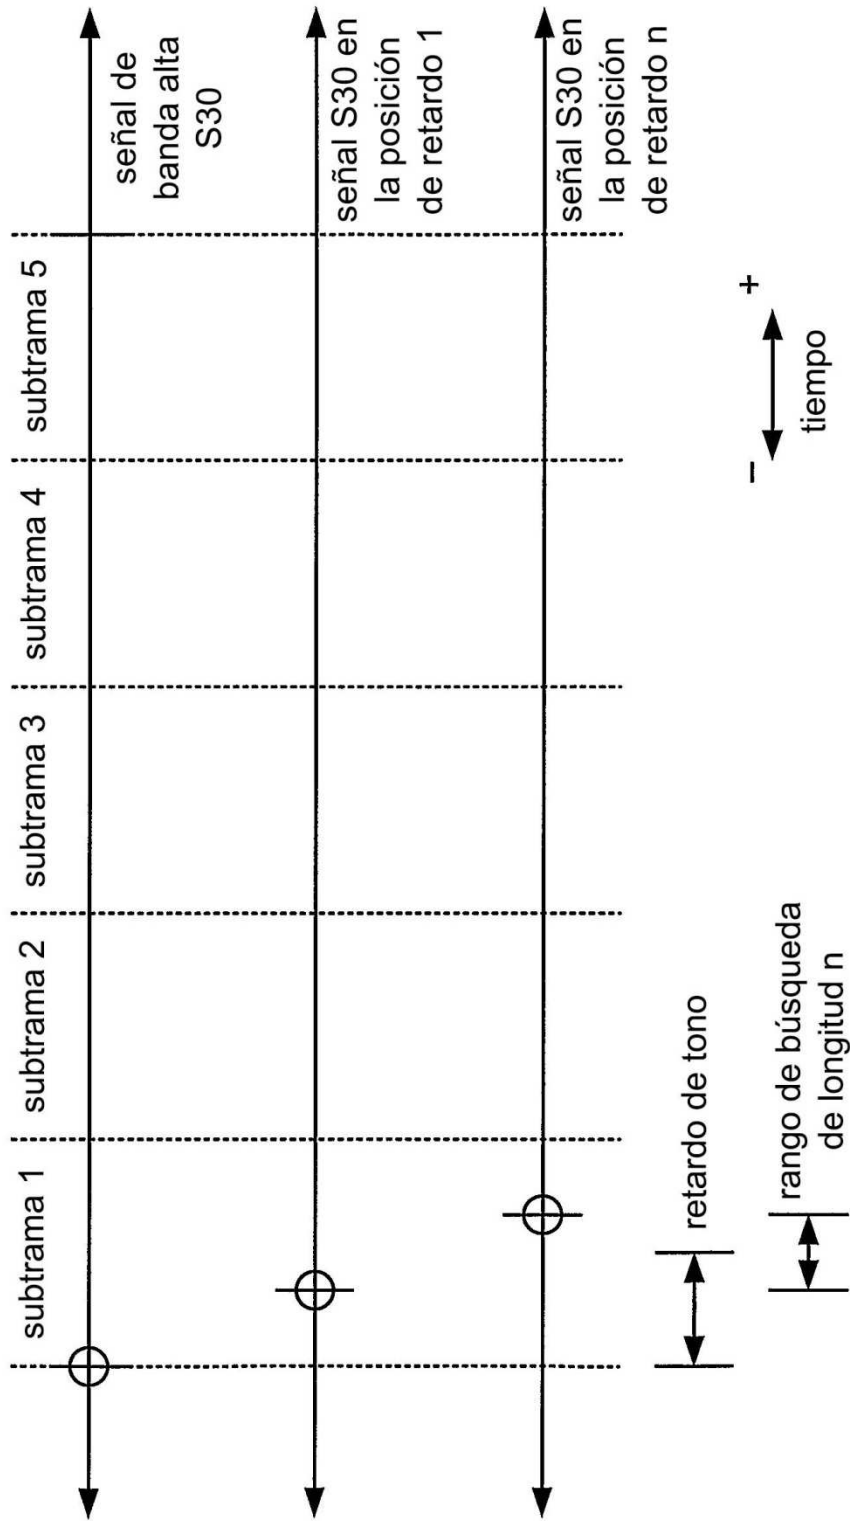 subtrama 1
subtrama 2
subtrama 3
subtrama 4
subtrama 5
señal de
banda alta
S30
señal S30 en
la posición
de retardo 1
señal S30 en
la posición
de retardo n
retardo de tono
rango de búsqueda
de longitud n
– +
tiempo